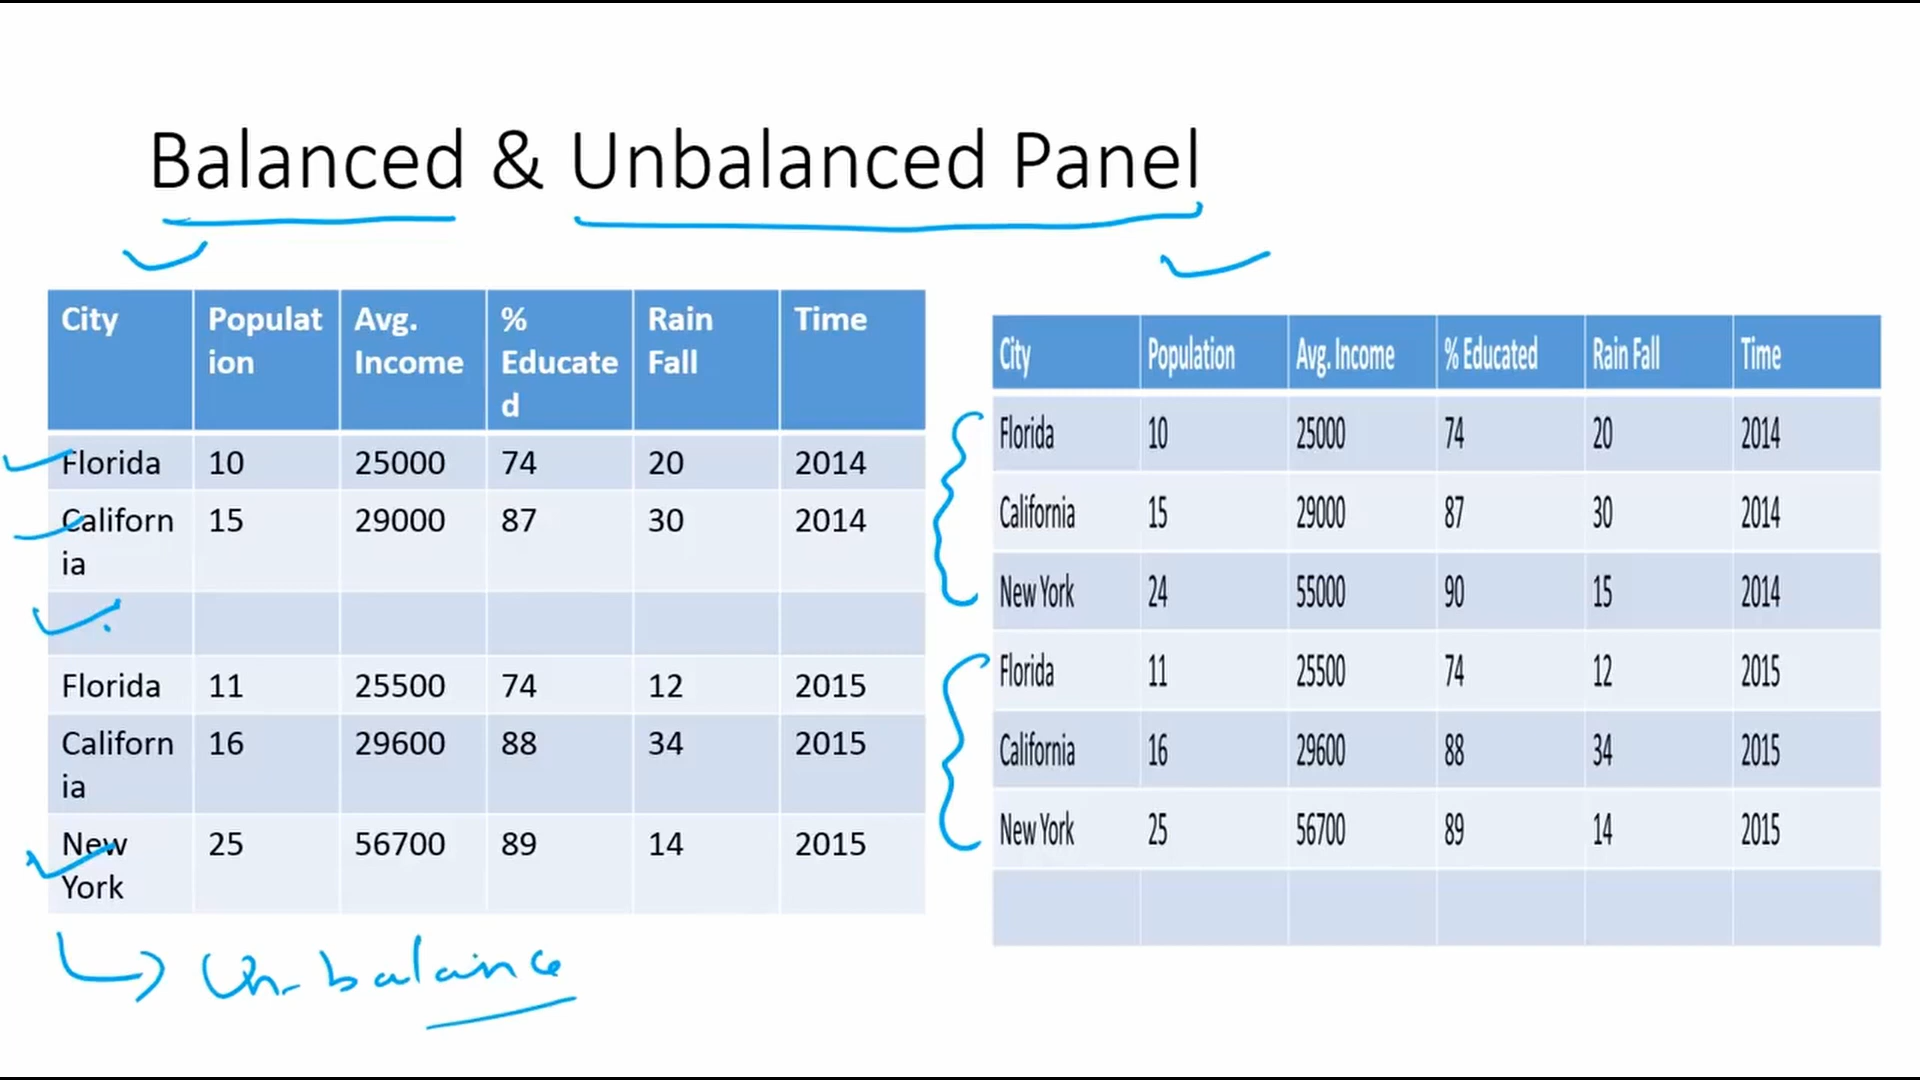 Balanced & Unbalanced Panel
City Populat Avg. % Rain Time
ion Income Educate Fall
d
Florida 10 25000 74 20 2014
Californ 15 29000 87 30 2014
ia
Florida 11 25500 74 12 2015
Californ 16 29600 88 34 2015
ia
New 25 56700 89 14 2015
York
Un-balaince
City Population Avg. Income % Educated Rain Fall Time
Florida 10 25000 74 20 2014
California 15 29000 87 30 2014
New York 24 55000 90 15 2014
Florida 11 25500 74 12 2015
California 16 29600 88 34 2015
New York 25 56700 89 14 2015